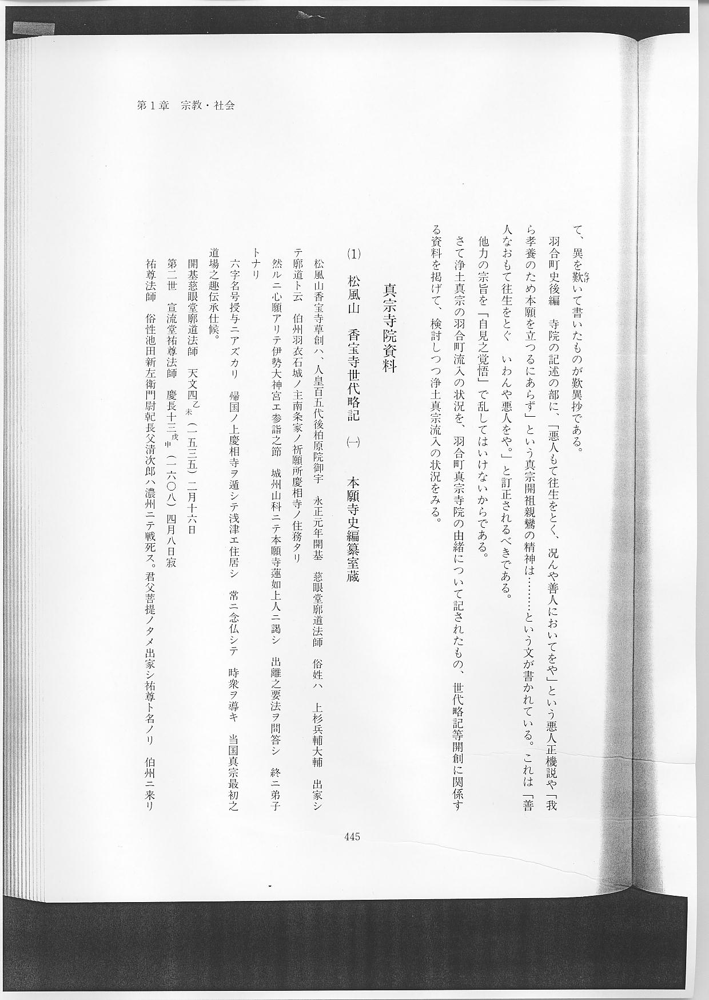 第1章　宗教・社会
て、異を歎いて書いたものが歎異抄である。
なげ
羽合町史後編　寺院の記述の部に、「悪人もて往生をとく、況んや善人においてをや」という悪人正機説や「我
ら孝養のため本願を立つるにあらず」という真宗開祖親鸞の精神は………という文が書かれている。これは「善
人なおもて往生をとぐ　いわんや悪人をや。」と訂正されるべきである。
他力の宗旨を「自見之覚悟」で乱してはいけないからである。
さて浄土真宗の羽合町流入の状況を、羽合町真宗寺院の由緒について記されたもの、世代略記等開創に関係す
る資料を掲げて、検討しつつ浄土真宗流入の状況をみる。
真宗寺院資料
⑴　松風山　香宝寺世代略記　㈠　本願寺史編纂室蔵
松風山香宝寺草創ハ、人皇百五代後柏原院御宇　永正元年開基　慈眼堂廓道法師　俗姓ハ　上杉兵輔大輔　出家シ
テ廓道ト云　伯州羽衣石城ノ主南条家ノ祈願所慶相寺ノ住務タリ
然ルニ心願アリテ伊勢大神宮エ参詣之節　城州山科ニテ本願寺蓮如上人ニ謁シ　出離之要法ヲ問答シ　終ニ弟子
トナリ
六字名号授与ニアズカリ　帰国ノ上慶相寺ヲ遁シテ浅津エ住居シ　常ニ念仏シテ　時衆ヲ導キ　当国真宗最初之
道場之趣伝承仕候。
開基慈眼堂廓道法師　天文四乙未（一五三五）二月十六日
第二世　宣流堂祐尊法師　慶長十三戊申（一六〇八）四月八日寂
祐尊法師　俗性池田新左衛門尉乾長父清次郎ハ濃州ニテ戦死ス。君父菩提ノタメ出家シ祐尊ト名ノリ　伯州ニ来リ
445